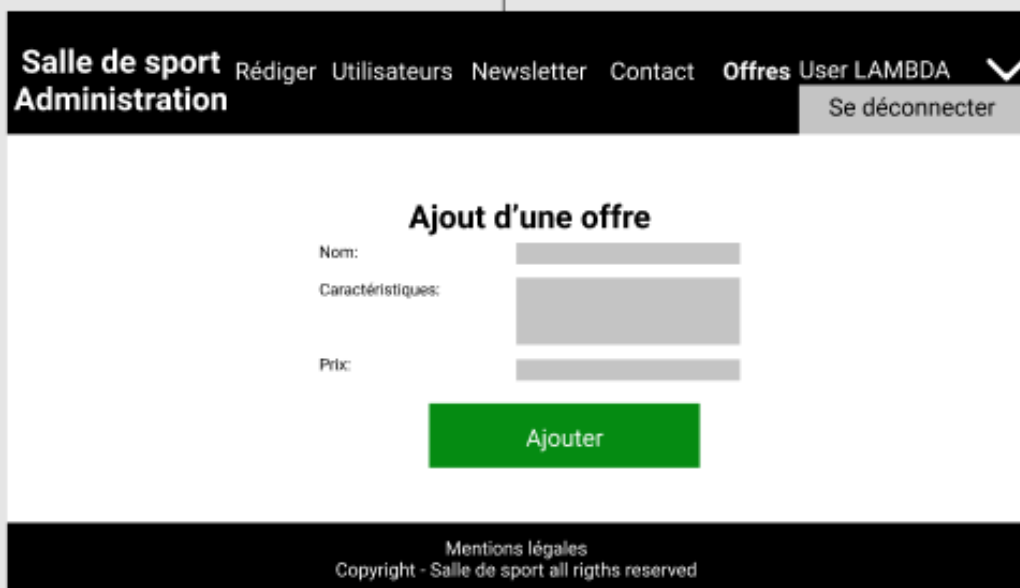 Salle de sport
Administration
Rédiger Utilisateurs Newsletter Contact Offres User LAMBDA
Se déconnecter
Ajout d’une offre
Nom:
Caractéristiques:
Prix:
Ajouter
Mentions légales
Copyright - Salle de sport all rigths reserved